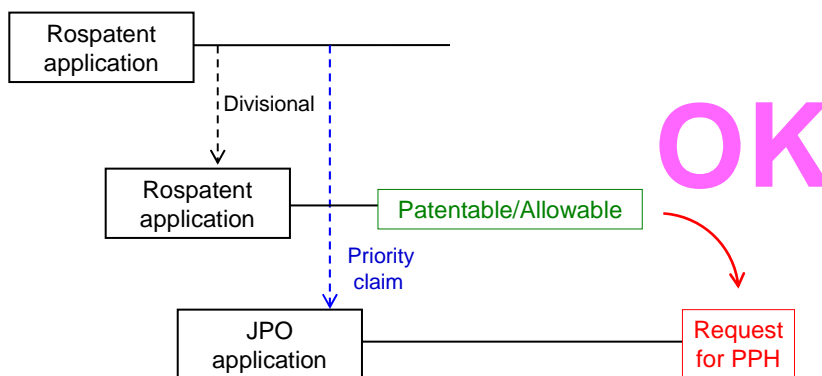 Rospatent
application
Divisional
OK
Rospatent
application
Patentable/Allowable
Priority
claim
JPO
application
Request
for PPH